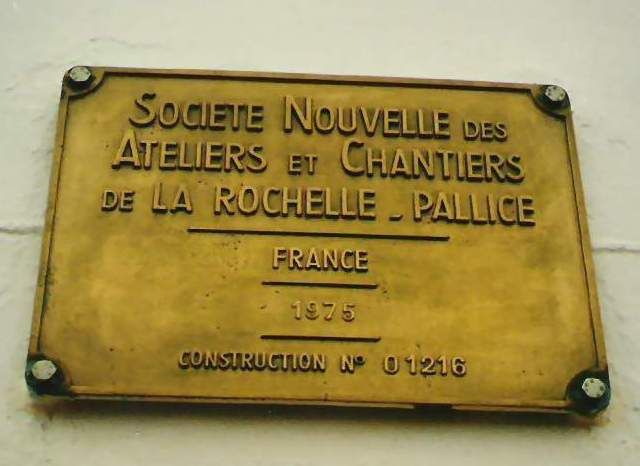 SOCIETE NOUVELLE DES
ATELIERS ET CHANTIERS
DE LA ROCHELLE - PALLICE
FRANCE
1975
CONSTRUCTION N° 01216